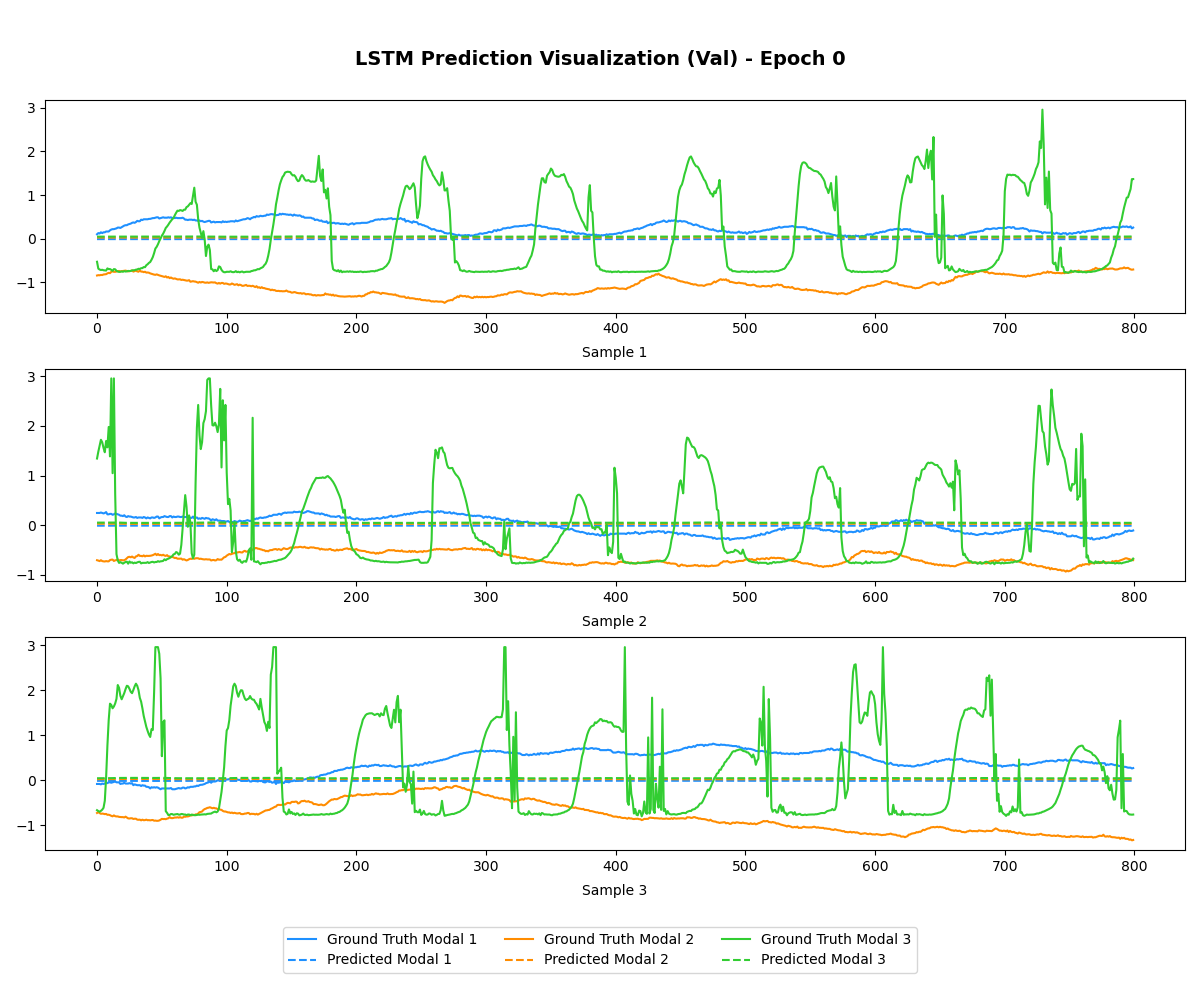 LSTM Prediction Visualization (Val) - Epoch 0
3
2
1
0
−1
0 100 200 300 400 500 600 700 800
Sample 1
3
2
1
0
−1
0 100 200 300 400 500 600 700 800
Sample 2
3
2
1
0
−1
0 100 200 300 400 500 600 700 800
Sample 3
Ground Truth Modal 1 Ground Truth Modal 2 Ground Truth Modal 3
Predicted Modal 1 Predicted Modal 2 Predicted Modal 3